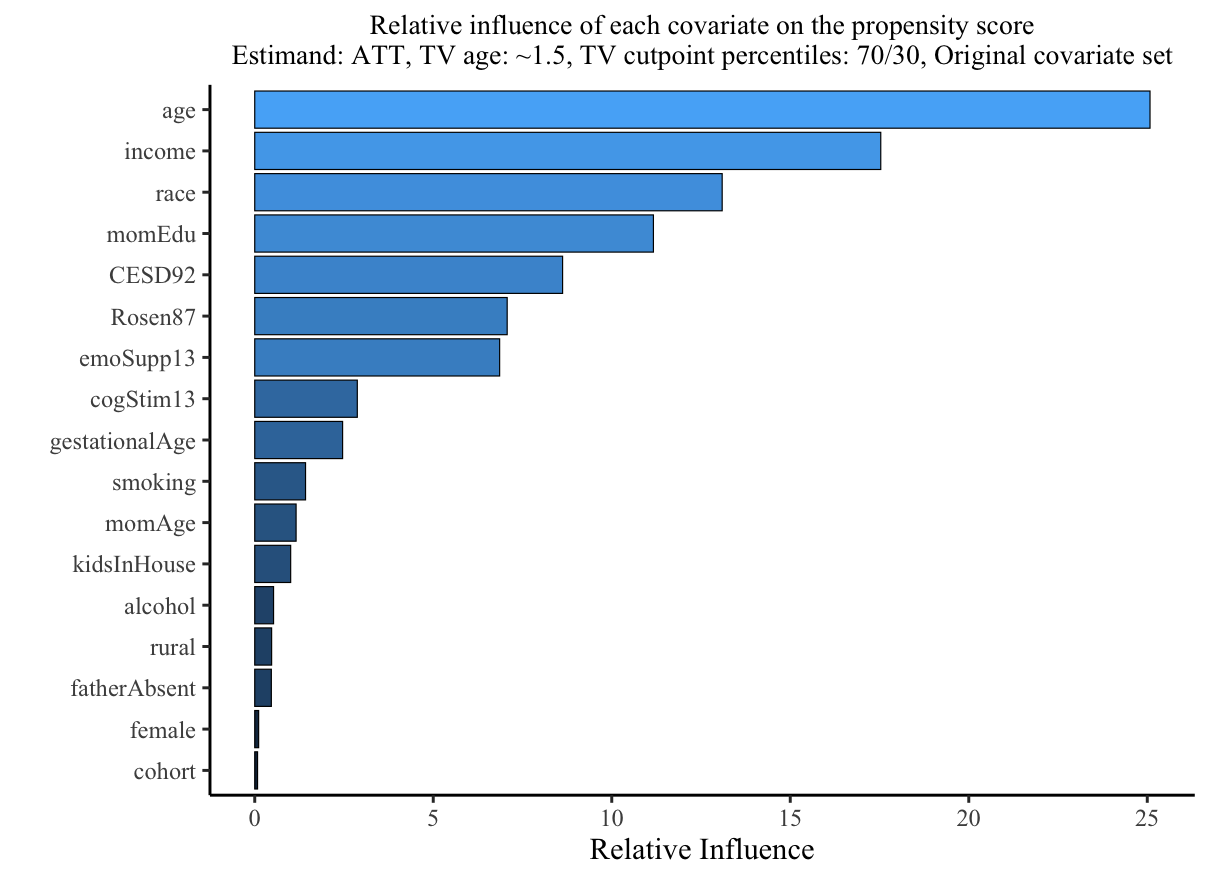 Relative influence of each covariate on the propensity score
Estimand: ATT, TV age: ~1.5, TV cutpoint percentiles: 70/30, Original covariate set
age
income
race
momEdu
CESD92
Rosen87
emoSupp13
cogStim13
gestationalAge
smoking
momAge
kidsInHouse
alcohol
rural
fatherAbsent
female
cohort
0 5 10 15 20 25
Relative Influence